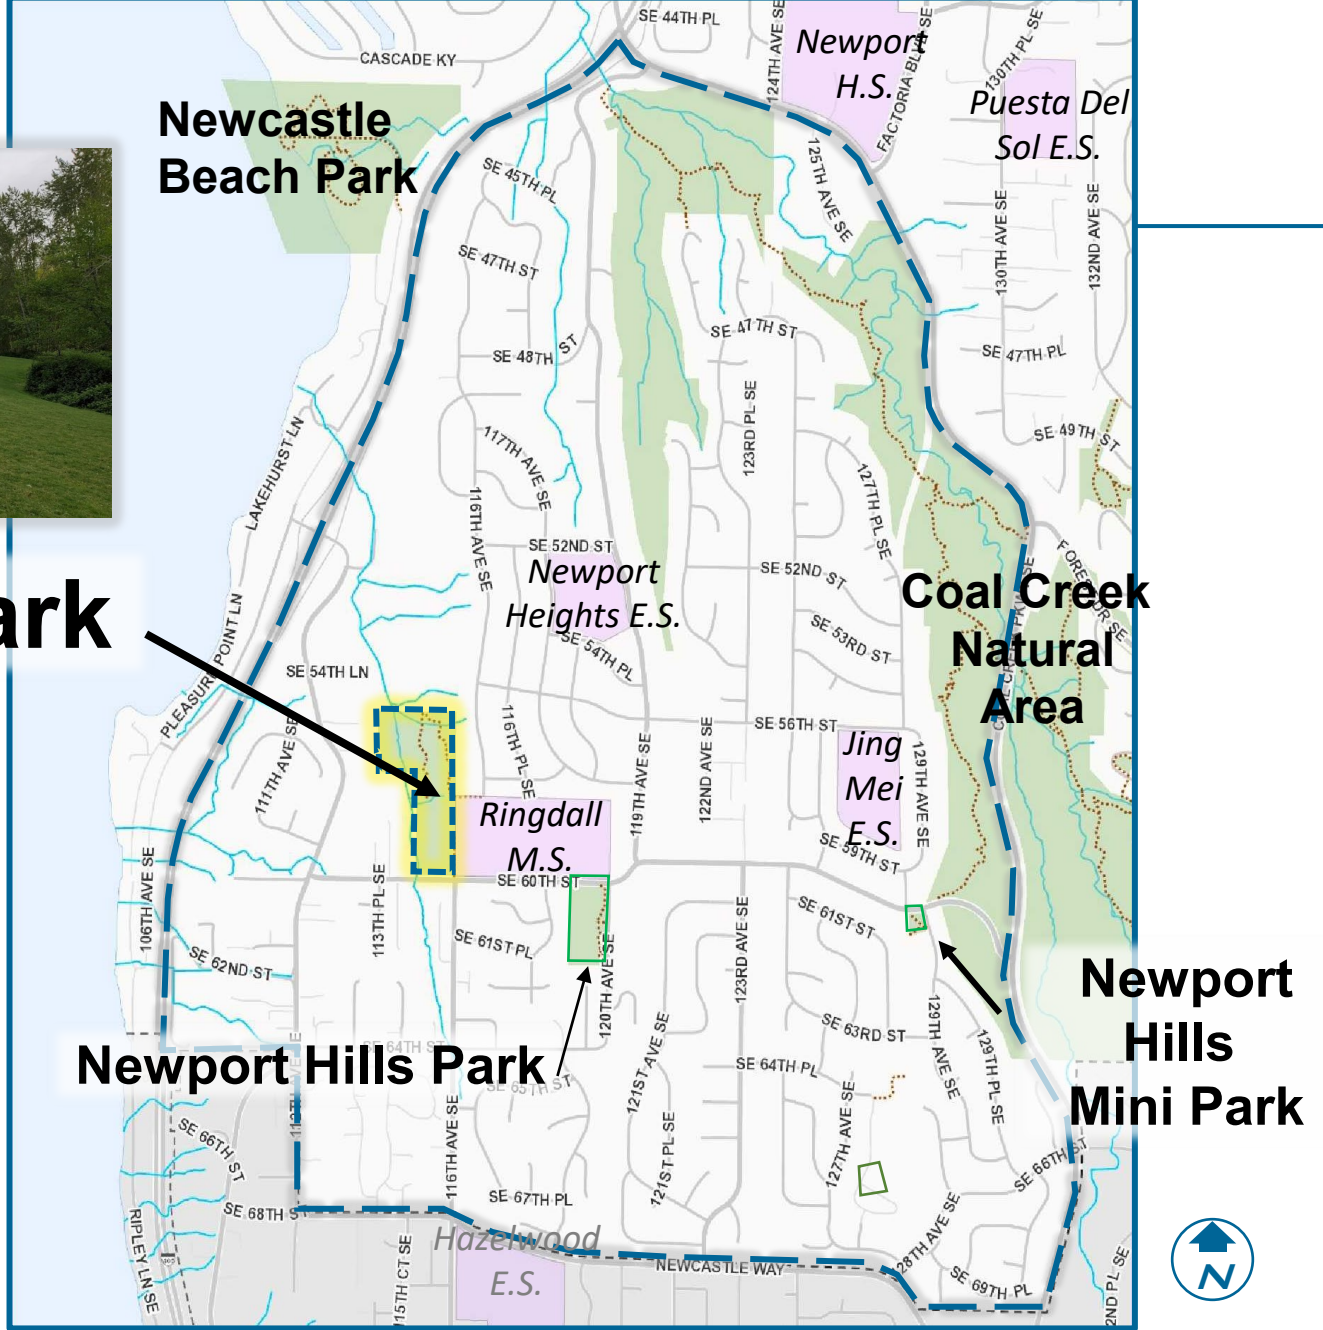 SE 44TH PL
CASCADE KY
124TH AVE SE
Newport
H.S.
FACTORIA BLVD SE
130TH PL SE
Puesta Del
Sol E.S.
Newcastle
Beach Park
SE 45TH PL
125TH AVE SE
130TH AVE SE
132ND AVE SE
SE 47TH ST
SE 47TH ST
SE 48TH ST
SE 47TH PL
123RD PL SE
SE 49TH ST
LAKEHURST LN
117TH AVE SE
116TH AVE SE
127TH PL SE
SE 52ND ST
Newport
Heights E.S.
SE 52ND ST
Coal Creek
Natural
Area
ark
PLEASURE POINT LN
SE 53RD ST
SE 54TH PL
SE 54TH LN
116TH PL SE
SE 56TH ST
111TH AVE SE
119TH AVE SE
122ND AVE SE
Jing
Mei
E.S.
129TH AVE SE
Ringdall
M.S.
SE 59TH ST
SE 60TH ST
106TH AVE SE
113TH PL SE
SE 61ST PL
120TH AVE SE
123RD AVE SE
SE 61ST ST
SE 62ND ST
Newport
Hills
Mini Park
SE 63RD ST
129TH AVE SE
129TH PL SE
SE 64TH ST
Newport Hills Park
SE 65TH ST
121ST AVE SE
SE 64TH PL
SE 66TH ST
116TH AVE SE
121ST PL SE
127TH AVE SE
SE 66TH ST
SE 67TH PL
SE 68TH ST
RIPLEY LN SE
Hazelwood
E.S.
115TH CT SE
NEWCASTLE WAY
128TH AVE SE
SE 69TH PL
2ND PL SE
N